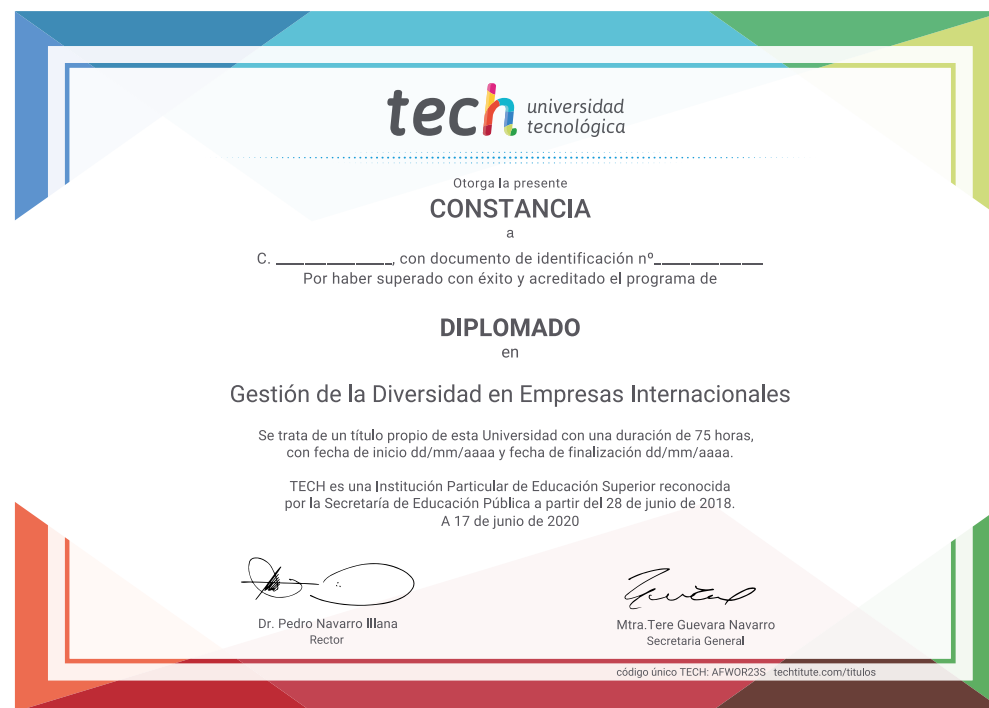 tech universidad
tecnológica
Otorga la presente
CONSTANCIA
a
C. ______________, con documento de identificación nº_____________
Por haber superado con éxito y acreditado el programa de
DIPLOMADO
en
Gestión de la Diversidad en Empresas Internacionales
Se trata de un título propio de esta Universidad con una duración de 75 horas,
con fecha de inicio dd/mm/aaaa y fecha de finalización dd/mm/aaaa.
TECH es una Institución Particular de Educación Superior reconocida
por la Secretaría de Educación Pública a partir del 28 de junio de 2018.
A 17 de junio de 2020
Dr. Pedro Navarro Illana
Rector
Mtra.Tere Guevara Navarro
Secretaria General
código único TECH: AFWOR23S techtitute.com/titulos